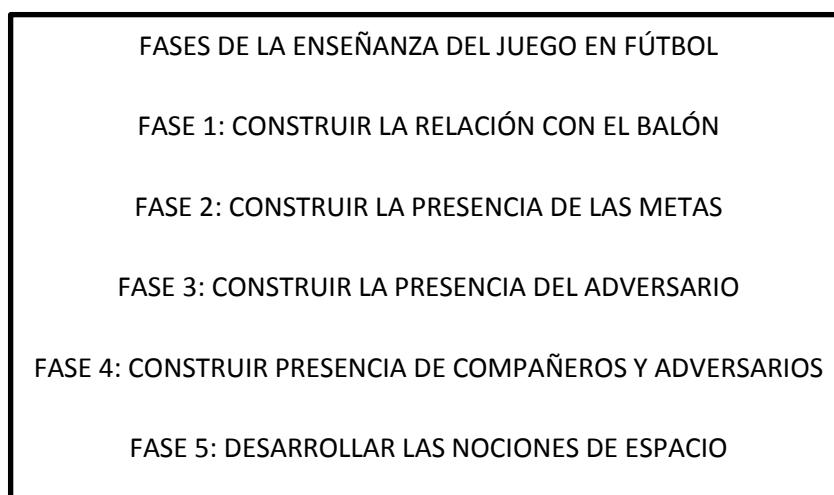 FASES DE LA ENSEÑANZA DEL JUEGO EN FÚTBOL
FASE 1: CONSTRUIR LA RELACIÓN CON EL BALÓN
FASE 2: CONSTRUIR LA PRESENCIA DE LAS METAS
FASE 3: CONSTRUIR LA PRESENCIA DEL ADVERSARIO
FASE 4: CONSTRUIR PRESENCIA DE COMPAÑEROS Y ADVERSARIOS
FASE 5: DESARROLLAR LAS NOCIONES DE ESPACIO